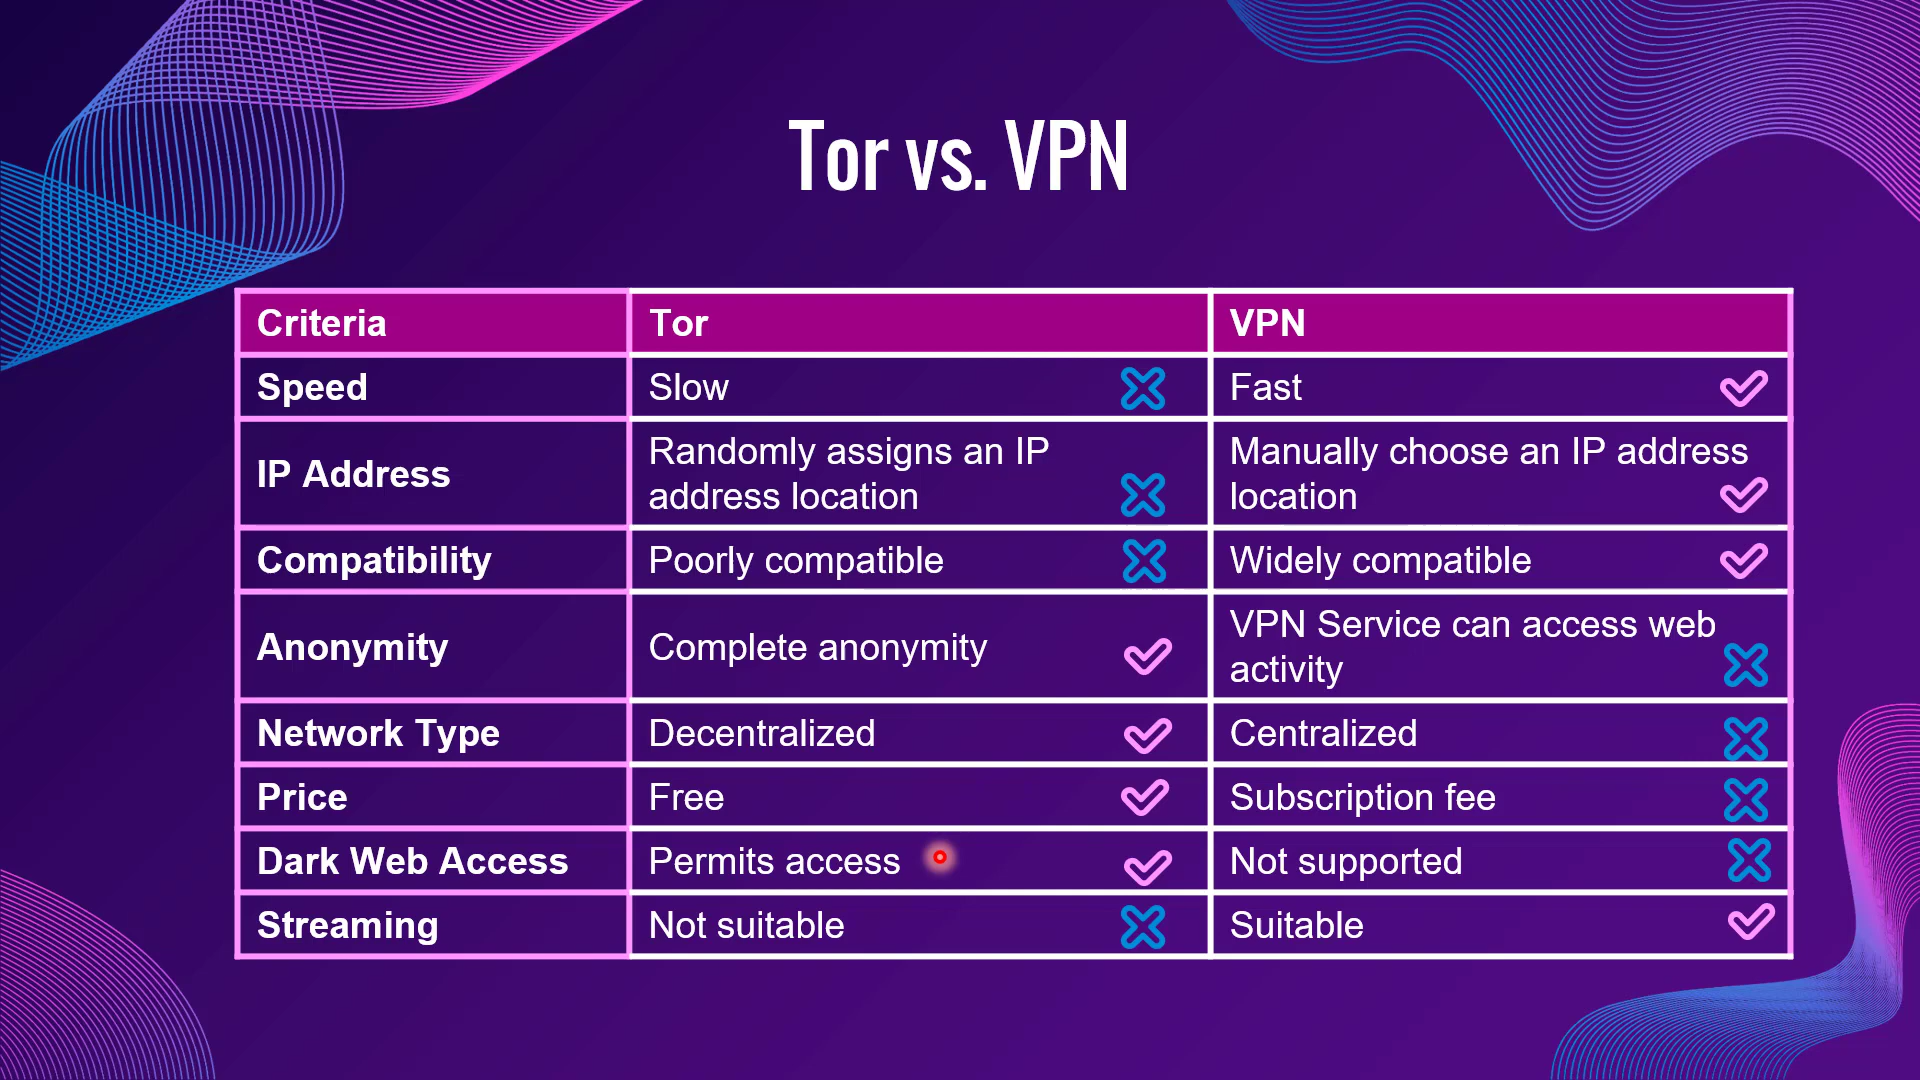 Tor vs. VPN
Criteria
Tor
VPN
Speed
Slow
Fast
IP Address
Randomly assigns an IP
address location
Manually choose an IP address
location
Compatibility
Poorly compatible
Widely compatible
Anonymity
Complete anonymity
VPN Service can access web
activity
Network Type
Decentralized
Centralized
Price
Free
Subscription fee
Dark Web Access
Permits access
Not supported
Streaming
Not suitable
Suitable